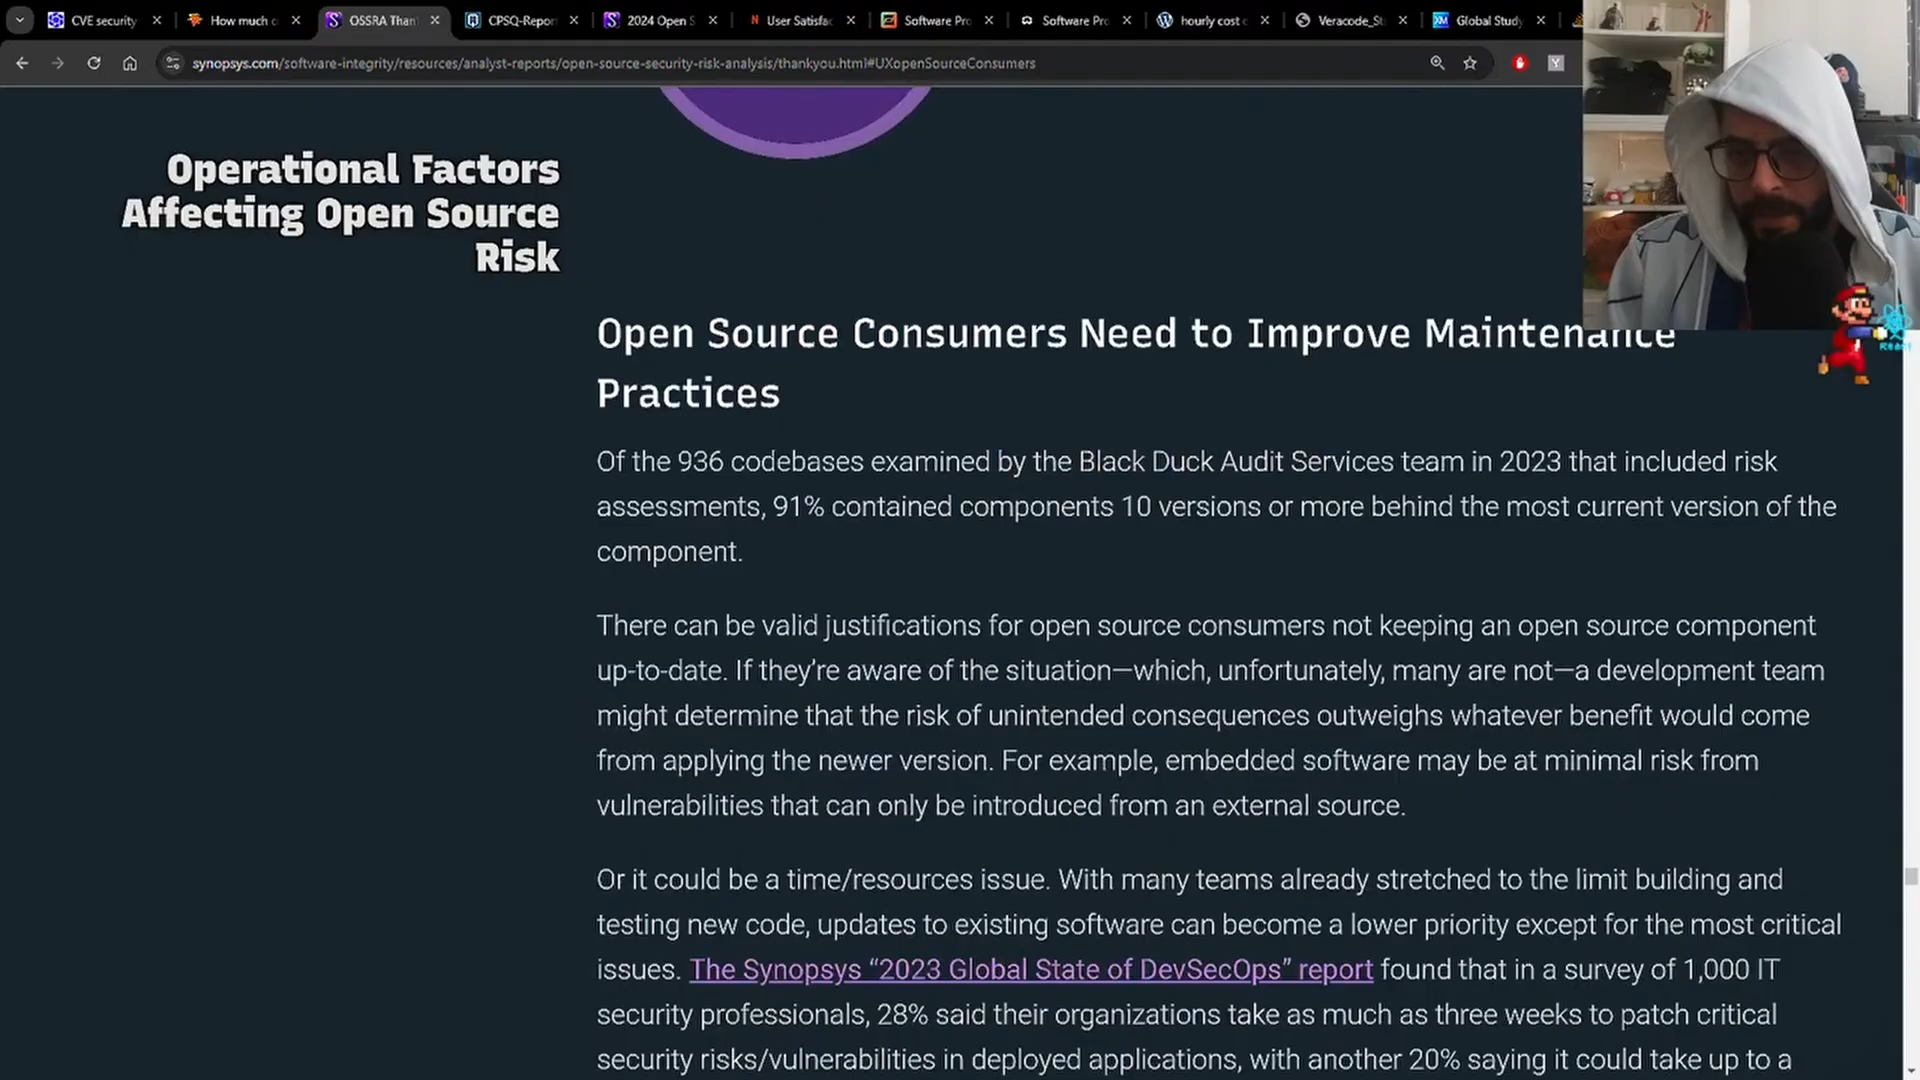 CVE security
How much c
OSSRA Than
CPSQ-Repor
2024 Open S
User Satisfac
Software Pro
Software Pro
hourly cost c
Veracode_St
Global Study
synopsys.com/software-integrity/resources/analyst-reports/open-source-security-risk-analysis/thankyou.html#UXopenSourceConsumers
Operational Factors
Affecting Open Source
Risk
Open Source Consumers Need to Improve Maintenance
Practices
Of the 936 codebases examined by the Black Duck Audit Services team in 2023 that included risk
assessments, 91% contained components 10 versions or more behind the most current version of the
component.
There can be valid justifications for open source consumers not keeping an open source component
up-to-date. If they’re aware of the situation—which, unfortunately, many are not—a development team
might determine that the risk of unintended consequences outweighs whatever benefit would come
from applying the newer version. For example, embedded software may be at minimal risk from
vulnerabilities that can only be introduced from an external source.
Or it could be a time/resources issue. With many teams already stretched to the limit building and
testing new code, updates to existing software can become a lower priority except for the most critical
issues. The Synopsys “2023 Global State of DevSecOps” report found that in a survey of 1,000 IT
security professionals, 28% said their organizations take as much as three weeks to patch critical
security risks/vulnerabilities in deployed applications, with another 20% saying it could take up to a